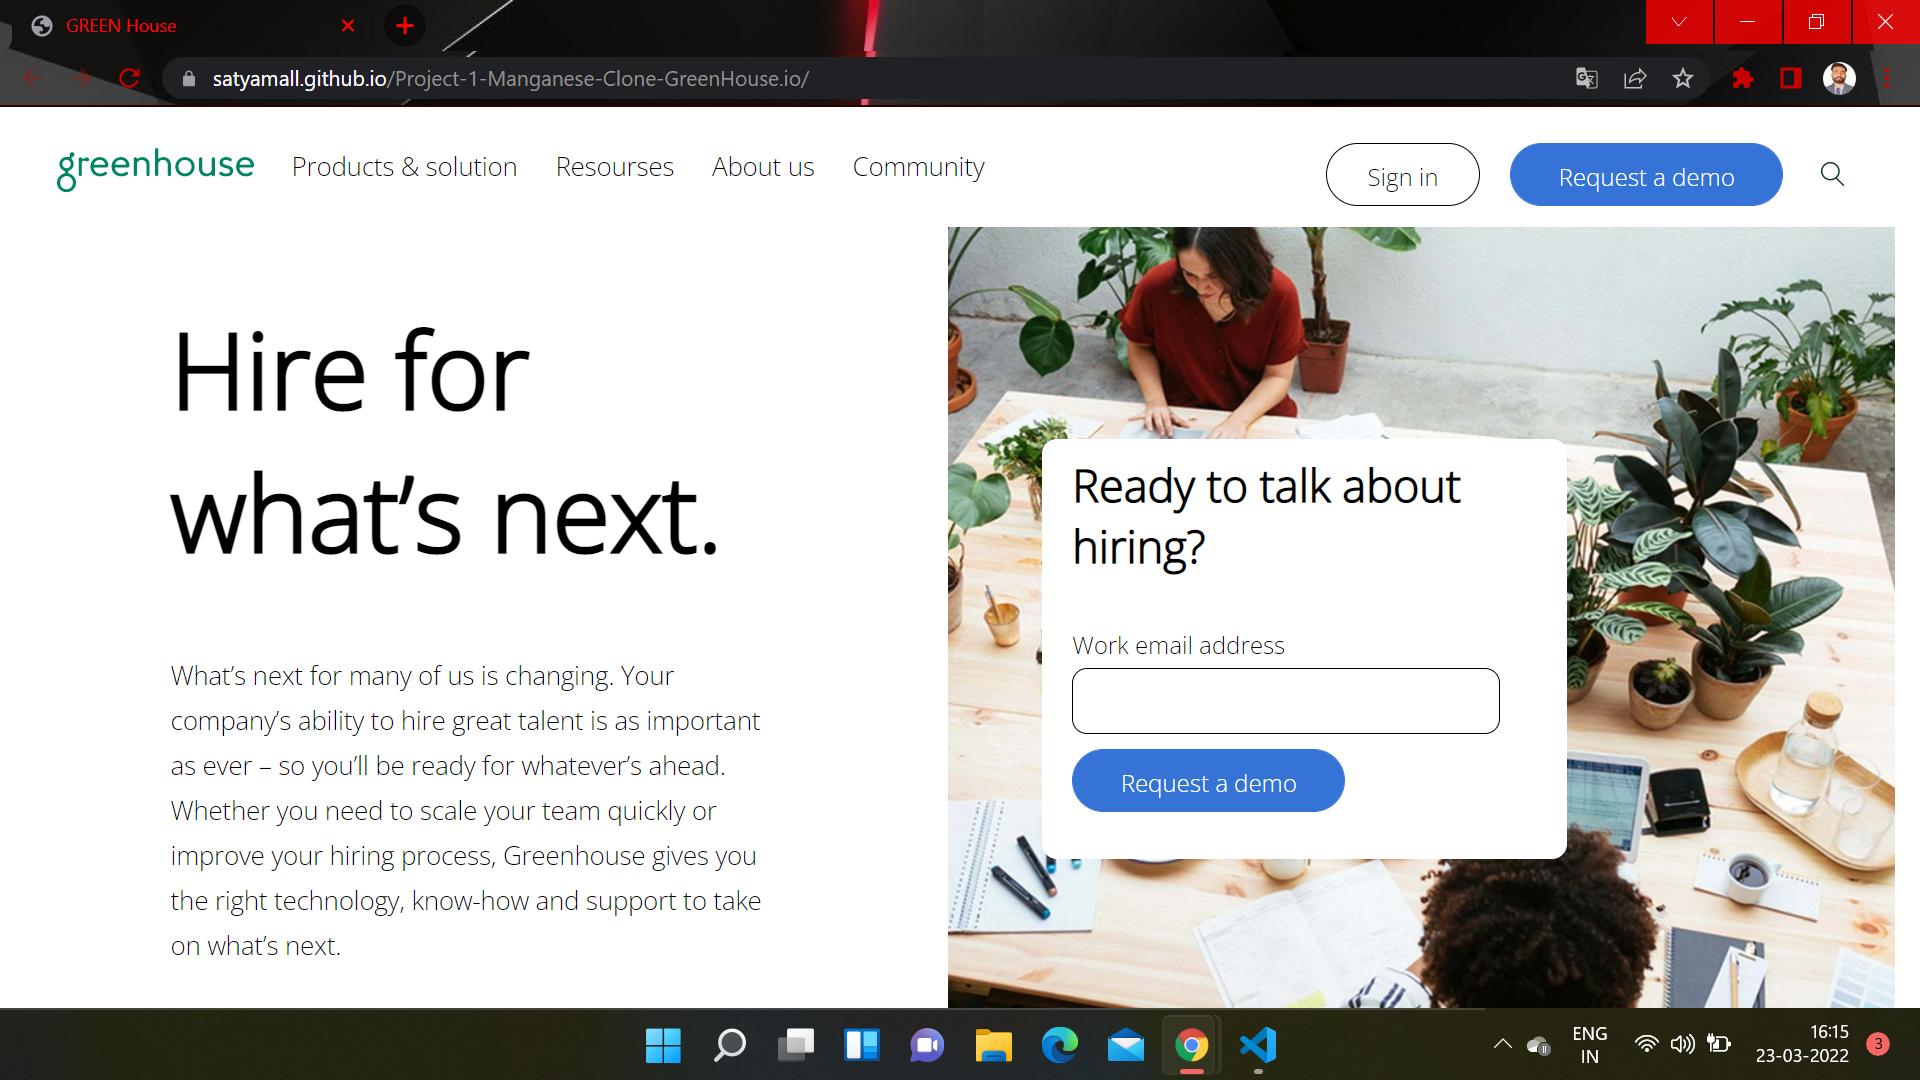 GREEN House
satyamall.github.io/Project-1-Manganese-Clone-GreenHouse.io/
greenhouse Products & solution Resourses About us Community Sign in Request a demo
Hire for
what’s next.
What’s next for many of us is changing. Your
company’s ability to hire great talent is as important
as ever – so you’ll be ready for whatever’s ahead.
Whether you need to scale your team quickly or
improve your hiring process, Greenhouse gives you
the right technology, know-how and support to take
on what’s next.
Ready to talk about
hiring?
Work email address
Request a demo
ENG
IN
16:15
23-03-2022
3